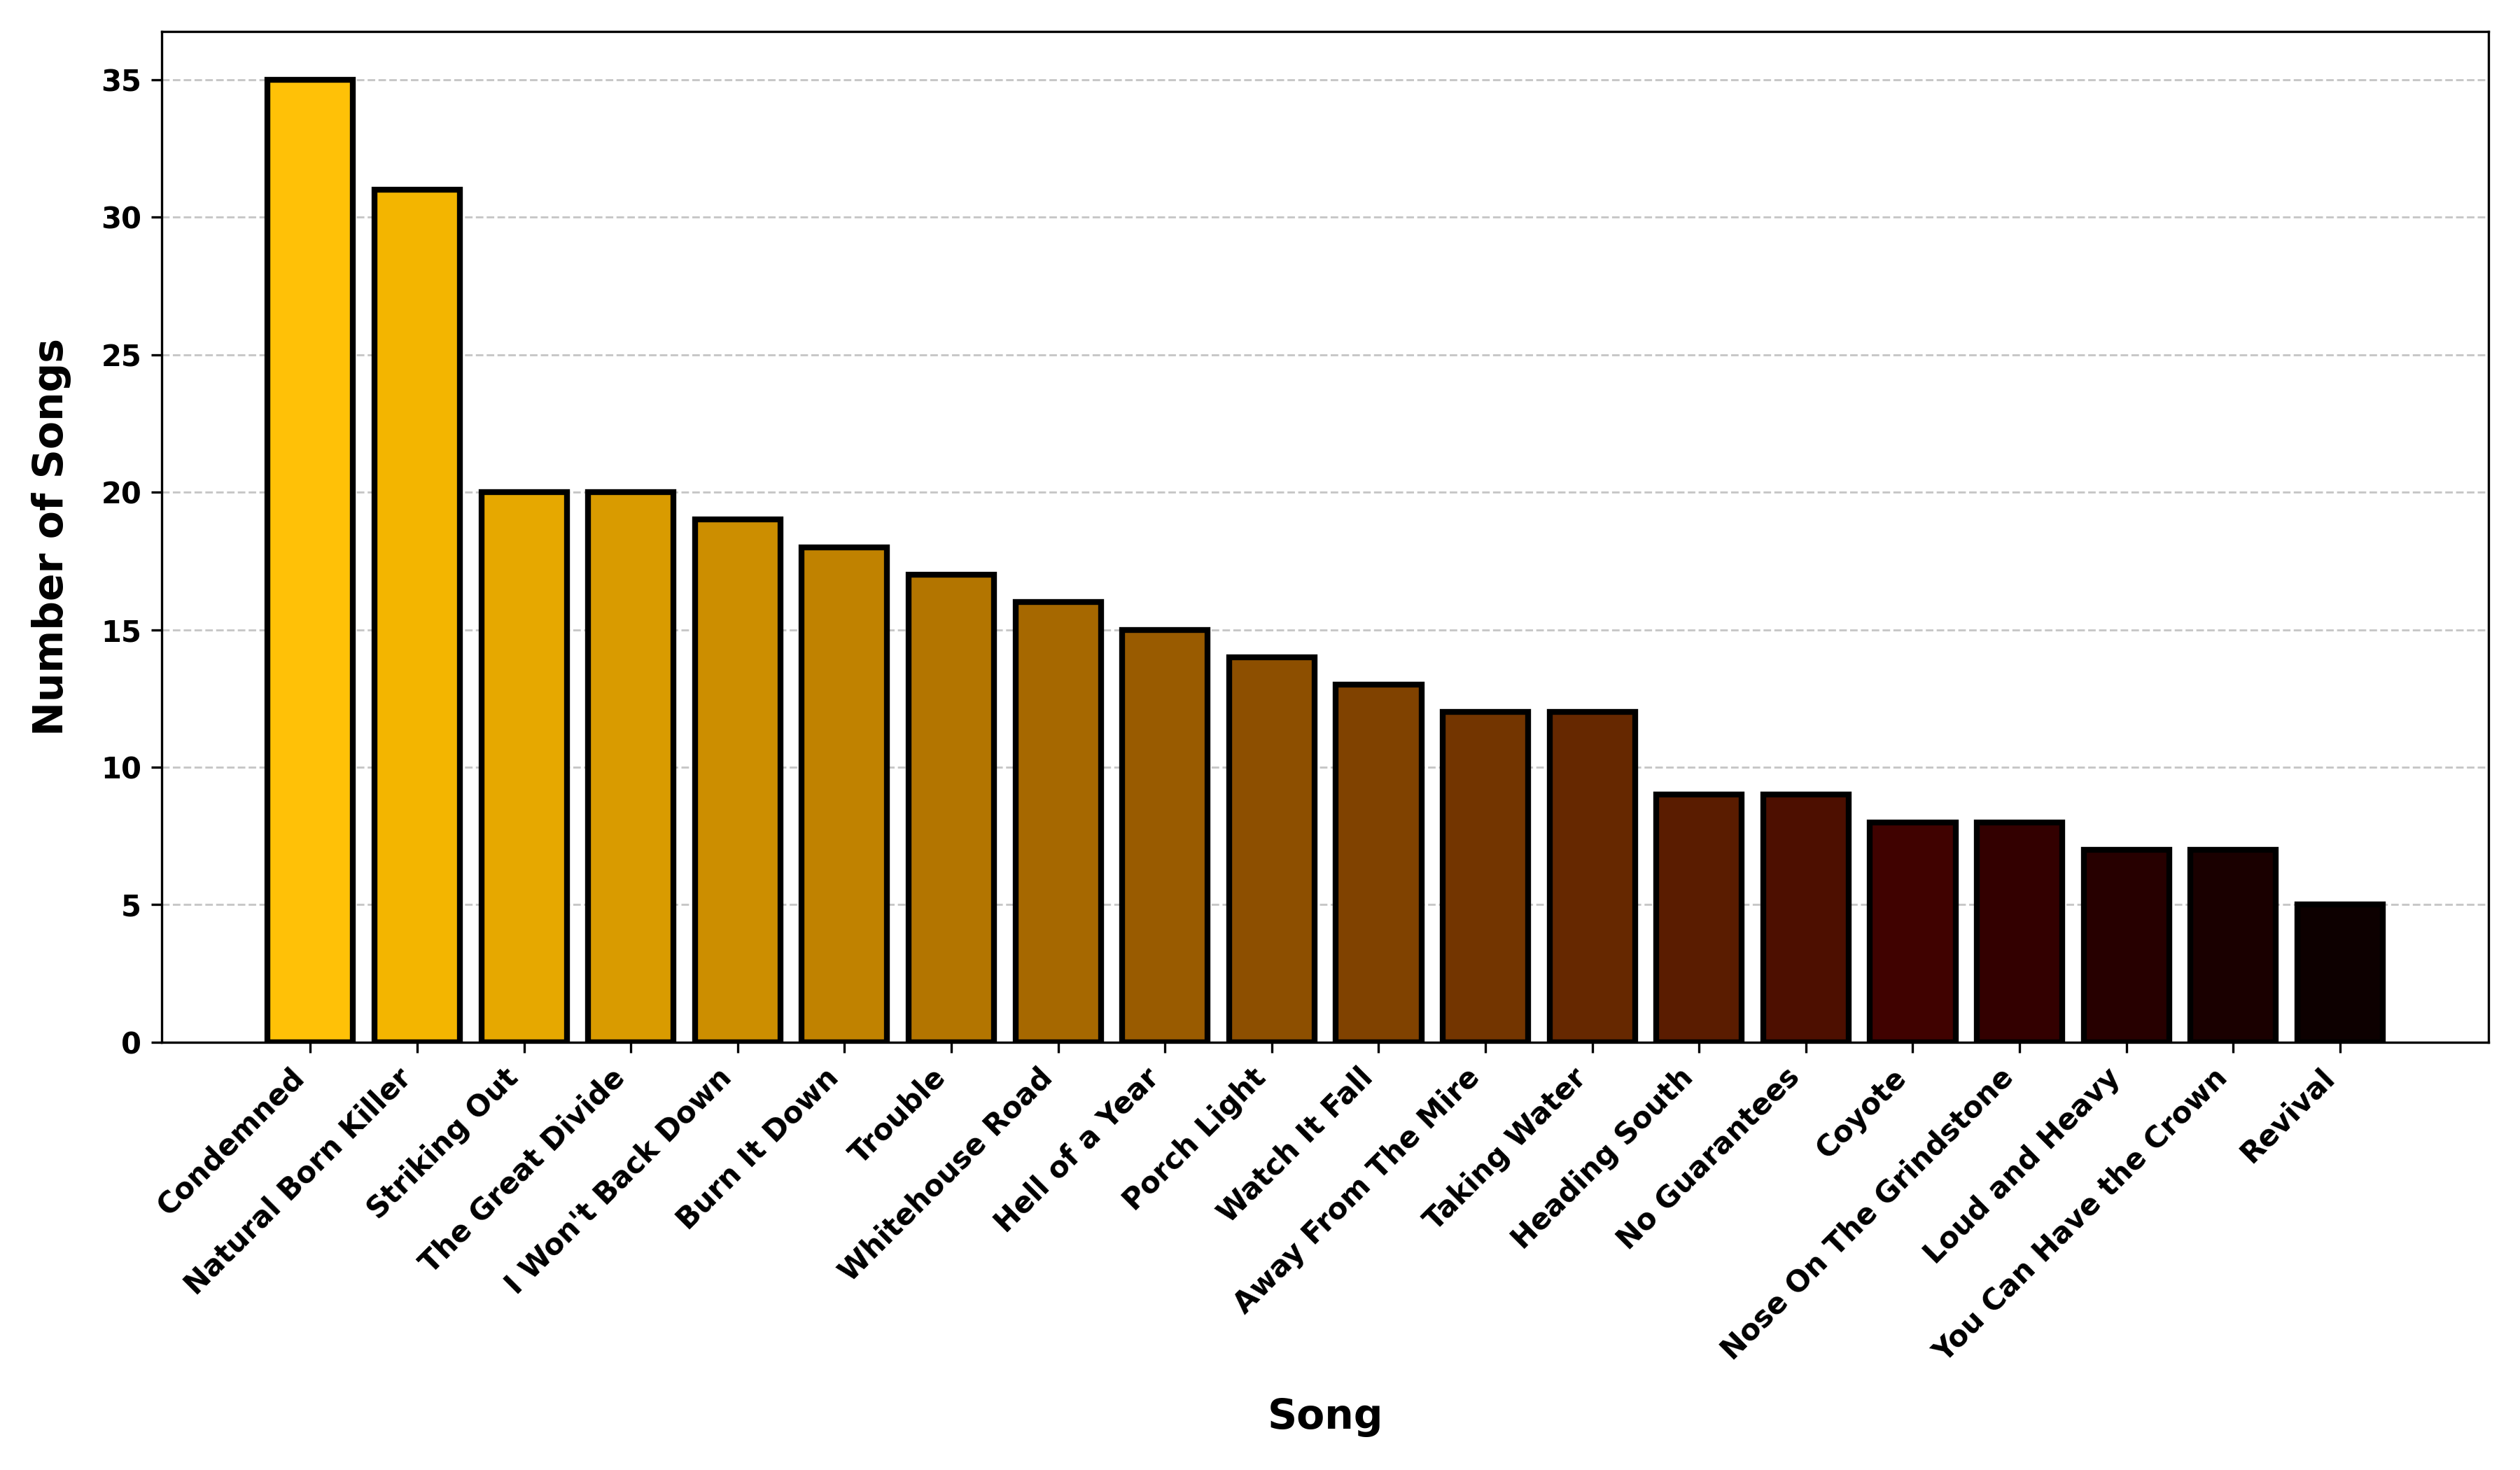 Number of Songs
35
30
25
20
15
10
5
0
Condemned
Natural Born Killer
Striking Out
The Great Divide
I Won't Back Down
Burn It Down
Trouble
Whitehouse Road
Hell of a Year
Porch Light
Watch It Fall
Away From The Mire
Taking Water
Heading South
No Guarantees
Coyote
Nose On The Grindstone
Loud and Heavy
You Can Have the Crown
Revival
Song